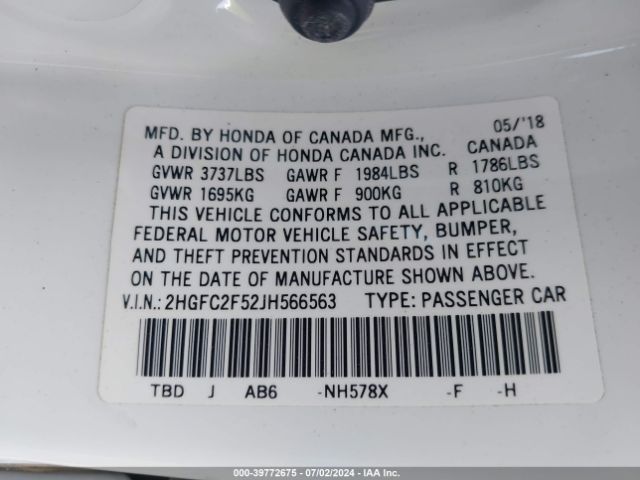 05/'18
MFD. BY HONDA OF CANADA MFG., CANADA
A DIVISION OF HONDA CANADA INC.
GVWR 3737LBS GAWR F 1984LBS R 1786LBS
GVWR 1695KG GAWR F 900KG R 810KG
THIS VEHICLE CONFORMS TO ALL APPLICABLE
FEDERAL MOTOR VEHICLE SAFETY, BUMPER,
AND THEFT PREVENTION STANDARDS IN EFFECT
ON THE DATE OF MANUFACTURE SHOWN ABOVE.
V.I.N.: 2HGFC2F52JH566563 TYPE: PASSENGER CAR
TBD J AB6 -NH578X -F -H
000-39772675 - 07/02/2024 - IAA Inc.